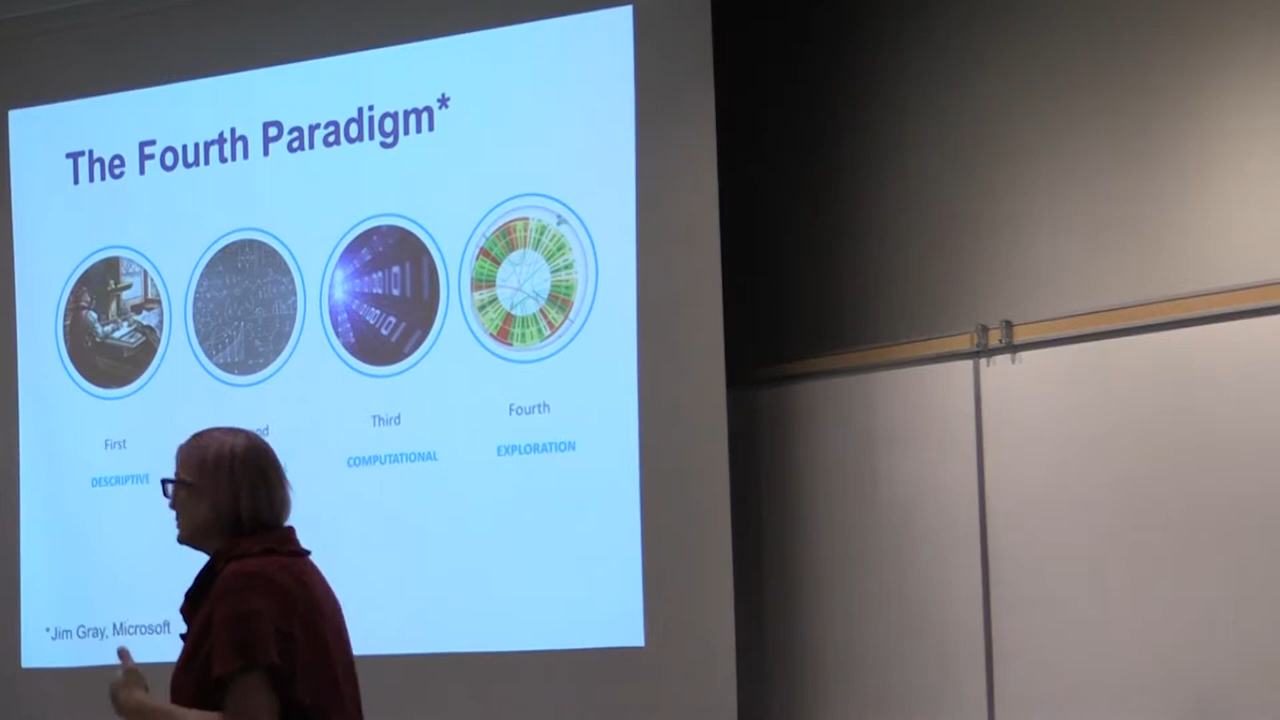 The Fourth Paradigm*
First
Third
Fourth
DESCRIPTIVE
COMPUTATIONAL
EXPLORATION
*Jim Gray, Microsoft